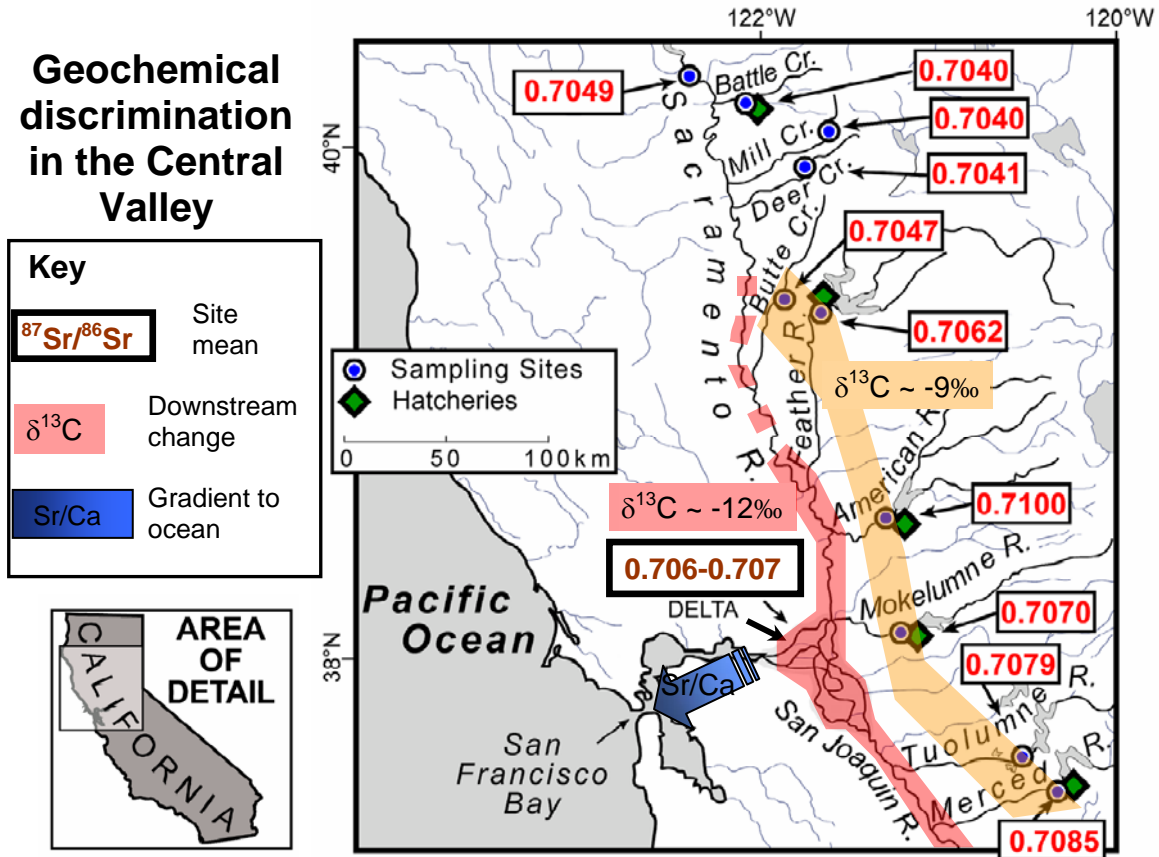 Geochemical
discrimination
in the Central
Valley
Key
⁸⁷Sr/⁸⁶Sr
Site
mean
δ¹³C
Downstream
change
Sr/Ca
Gradient to
ocean
AREA
OF
DETAIL
CALIFORNIA
122°W
120°W
40°N
38°N
0.7049
Battle Cr.
0.7040
Sacramento R.
Mill Cr.
0.7040
Deer Cr.
0.7041
Butte Cr.
0.7047
Feather R.
0.7062
Sampling Sites
Hatcheries
0 50 100km
δ¹³C ~ -9‰
American R.
δ¹³C ~ -12‰
0.7100
0.706-0.707
DELTA
Mokelumne R.
0.7070
Pacific
Ocean
0.7079
Sr/Ca
Tuolumne R.
San Joaquin R.
San
Francisco
Bay
Merced R.
0.7085